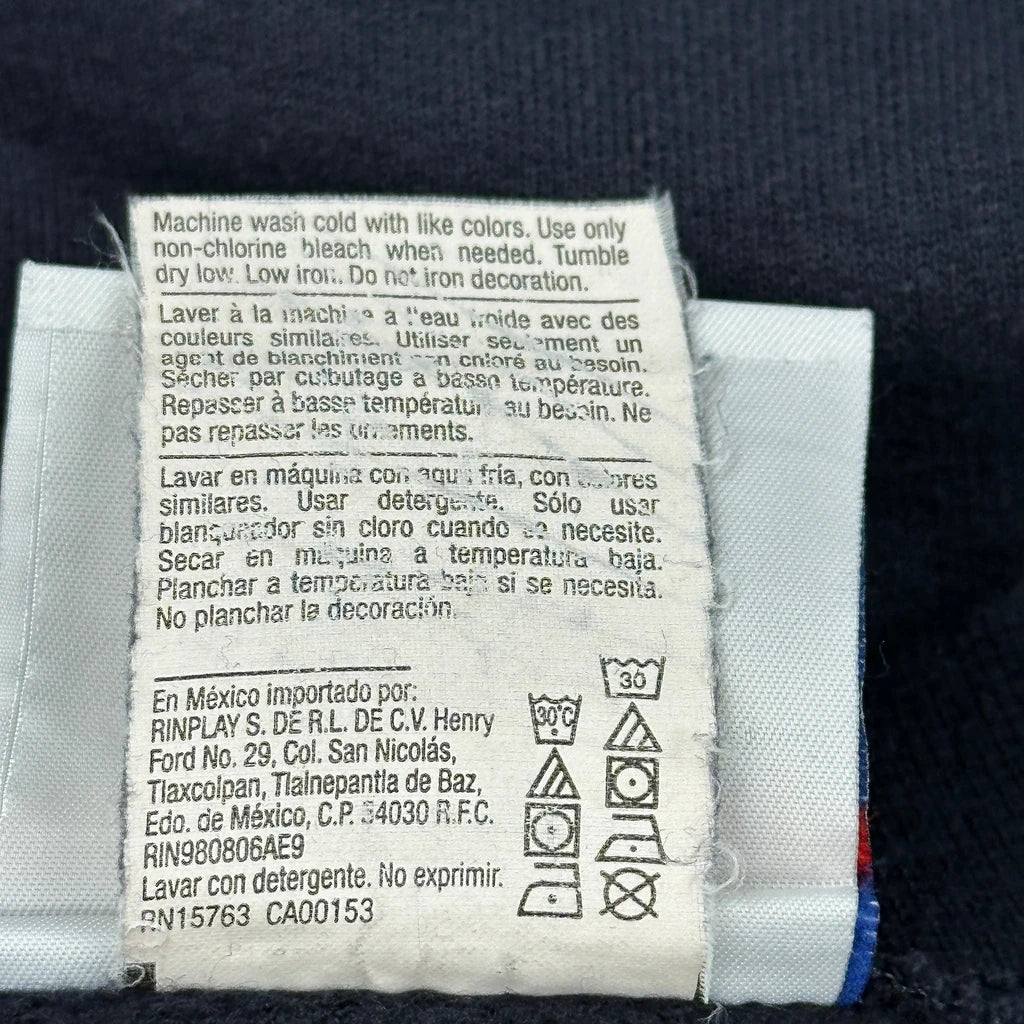 Machine wash cold with like colors. Use only
non-chlorine bleach when needed. Tumble
dry low. Low iron. Do not iron decoration.
Laver à la machine a l'eau froide avec des
couleurs similaires. Utiliser seulement un
agent de blanchiment non chloré au besoin.
Sécher par culbutage a basse température.
Repasser à basse température au besoin. Ne
pas repasser les ornements.
Lavar en máquina con agua fría, con colores
similares. Usar detergente. Sólo usar
blanqueador sin cloro cuando se necesite.
Secar en máquina a temperatura baja.
Planchar a temperatura baja si se necesita.
No planchar la decoración.
En México importado por:
RINPLAY S. DE R.L. DE C.V. Henry
Ford No. 29, Col. San Nicolás,
Tlaxcolpan, Tlalnepantla de Baz,
Edo. de México, C.P. 54030 R.F.C.
RIN980806AE9
Lavar con detergente. No exprimir.
RN15763 CA00153
30°C
30